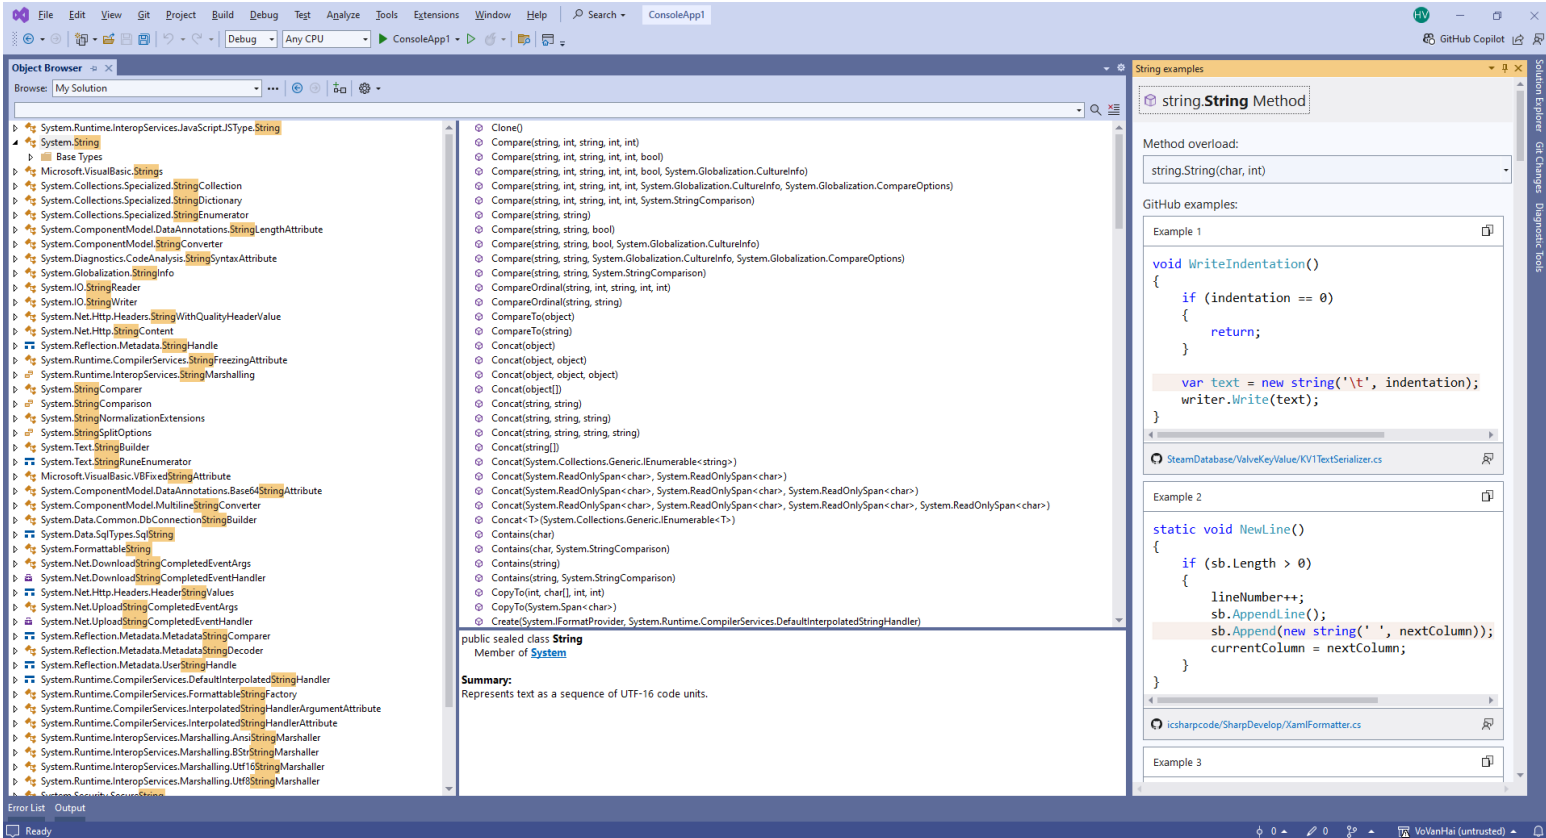 File Edit View Git Project Build Debug Test Analyze Tools Extensions Window Help Search ConsoleApp1 HV
Debug Any CPU ConsoleApp1 GitHub Copilot
Object Browser
Browse: My Solution
System.Runtime.InteropServices.JavaScript.JSType.String
System.String
Base Types
Microsoft.VisualBasic.Strings
System.Collections.Specialized.StringCollection
System.Collections.Specialized.StringDictionary
System.Collections.Specialized.StringEnumerator
System.ComponentModel.DataAnnotations.StringLengthAttribute
System.ComponentModel.StringConverter
System.Diagnostics.CodeAnalysis.StringSyntaxAttribute
System.Globalization.StringInfo
System.IO.StringReader
System.IO.StringWriter
System.Net.Http.Headers.StringWithQualityHeaderValue
System.Net.Http.StringContent
System.Reflection.Metadata.StringHandle
System.Runtime.CompilerServices.StringFreezingAttribute
System.Runtime.InteropServices.StringMarshalling
System.StringComparer
System.StringComparison
System.StringNormalizationExtensions
System.StringSplitOptions
System.Text.StringBuilder
System.Text.StringRuneEnumerator
Microsoft.VisualBasic.VBFixedStringAttribute
System.ComponentModel.DataAnnotations.Base64StringAttribute
System.ComponentModel.MultilineStringConverter
System.Data.Common.DbConnectionStringBuilder
System.Data.SqlTypes.SqlString
System.FormattableString
System.Net.DownloadStringCompletedEventArgs
System.Net.DownloadStringCompletedEventHandler
System.Net.Http.Headers.HeaderStringValues
System.Net.UploadStringCompletedEventArgs
System.Net.UploadStringCompletedEventHandler
System.Reflection.Metadata.MetadataStringComparer
System.Reflection.Metadata.MetadataStringDecoder
System.Reflection.Metadata.UserStringHandle
System.Runtime.CompilerServices.DefaultInterpolatedStringHandler
System.Runtime.CompilerServices.FormattableStringFactory
System.Runtime.CompilerServices.InterpolatedStringHandlerArgumentAttribute
System.Runtime.CompilerServices.InterpolatedStringHandlerAttribute
System.Runtime.InteropServices.Marshalling.AnsiStringMarshaller
System.Runtime.InteropServices.Marshalling.BStrStringMarshaller
System.Runtime.InteropServices.Marshalling.Utf16StringMarshaller
System.Runtime.InteropServices.Marshalling.Utf8StringMarshaller
System.Security.SecureString
Clone()
Compare(string, int, string, int, int)
Compare(string, int, string, int, int, bool)
Compare(string, int, string, int, int, bool, System.Globalization.CultureInfo)
Compare(string, int, string, int, int, System.Globalization.CultureInfo, System.Globalization.CompareOptions)
Compare(string, int, string, int, int, System.StringComparison)
Compare(string, string)
Compare(string, string, bool)
Compare(string, string, bool, System.Globalization.CultureInfo)
Compare(string, string, System.Globalization.CultureInfo, System.Globalization.CompareOptions)
Compare(string, string, System.StringComparison)
CompareOrdinal(string, int, string, int, int)
CompareOrdinal(string, string)
CompareTo(object)
CompareTo(string)
Concat(object)
Concat(object, object)
Concat(object, object, object)
Concat(object[])
Concat(string, string)
Concat(string, string, string)
Concat(string, string, string, string)
Concat(string[])
Concat(System.Collections.Generic.IEnumerable<string>)
Concat(System.ReadOnlySpan<char>, System.ReadOnlySpan<char>)
Concat(System.ReadOnlySpan<char>, System.ReadOnlySpan<char>, System.ReadOnlySpan<char>)
Concat(System.ReadOnlySpan<char>, System.ReadOnlySpan<char>, System.ReadOnlySpan<char>, System.ReadOnlySpan<char>)
Concat<T>(System.Collections.Generic.IEnumerable<T>)
Contains(char)
Contains(char, System.StringComparison)
Contains(string)
Contains(string, System.StringComparison)
CopyTo(int, char[], int, int)
CopyTo(System.Span<char>)
Create(System.IFormatProvider, System.Runtime.CompilerServices.DefaultInterpolatedStringHandler)
public sealed class String
Member of System
Summary:
Represents text as a sequence of UTF-16 code units.
String examples
string.String Method
Method overload:
string.String(char, int)
GitHub examples:
Example 1
void WriteIndentation()
{
if (indentation == 0)
{
return;
}
var text = new string('\t', indentation);
writer.Write(text);
}
SteamDatabase/ValveKeyValue/KV1TextSerializer.cs
Example 2
static void NewLine()
{
if (sb.Length > 0)
{
lineNumber++;
sb.AppendLine();
sb.Append(new string(' ', nextColumn));
currentColumn = nextColumn;
}
}
icsharpcode/SharpDevelop/XamlFormatter.cs
Example 3
Solution Explorer
Git Changes
Diagnostic Tools
Error List Output
Ready 0 0 VoVanHai (untrusted)